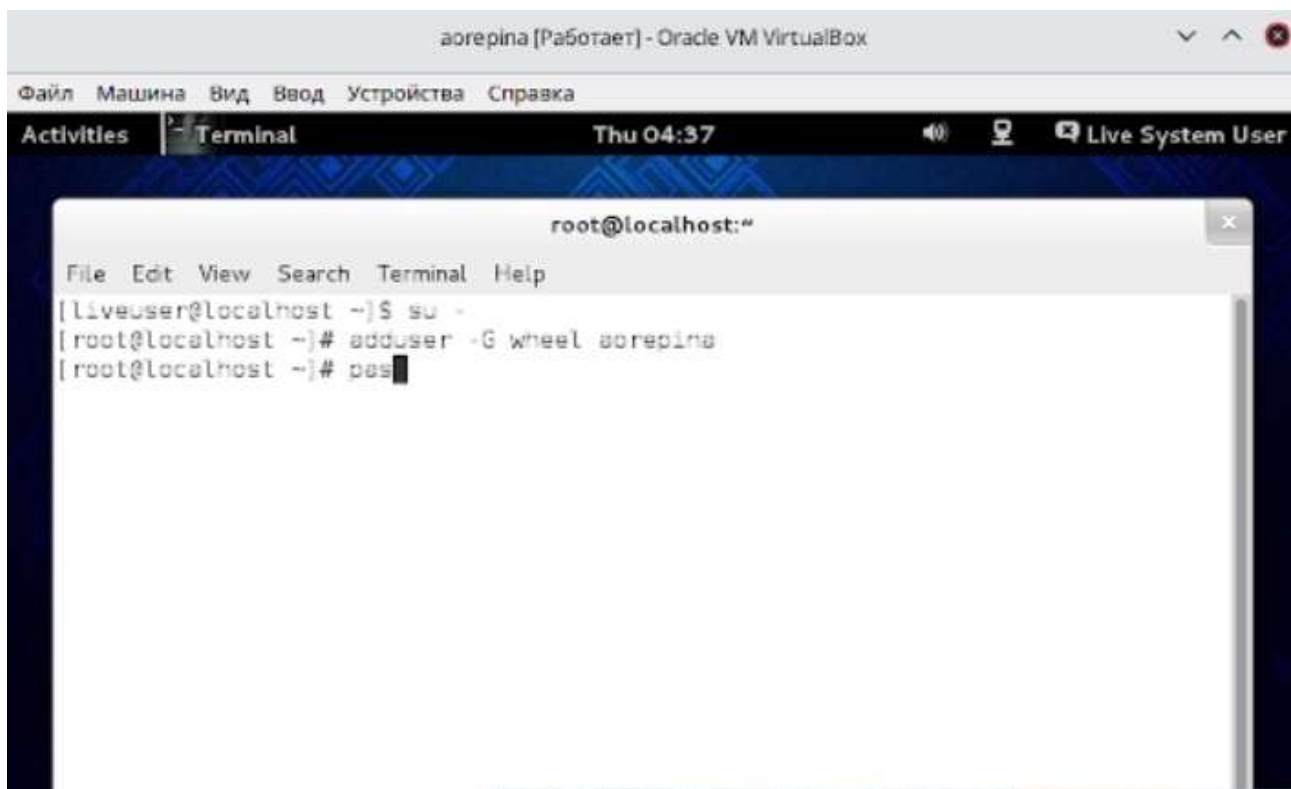 aorepina [Работает] - Oracle VM VirtualBox
Файл Машина Вид Ввод Устройства Справка
Activities Terminal Thu 04:37 Live System User
root@localhost:~
File Edit View Search Terminal Help
[liveuser@localhost ~]$ su -
[root@localhost ~]# adduser -G wheel aorepina
[root@localhost ~]# pas